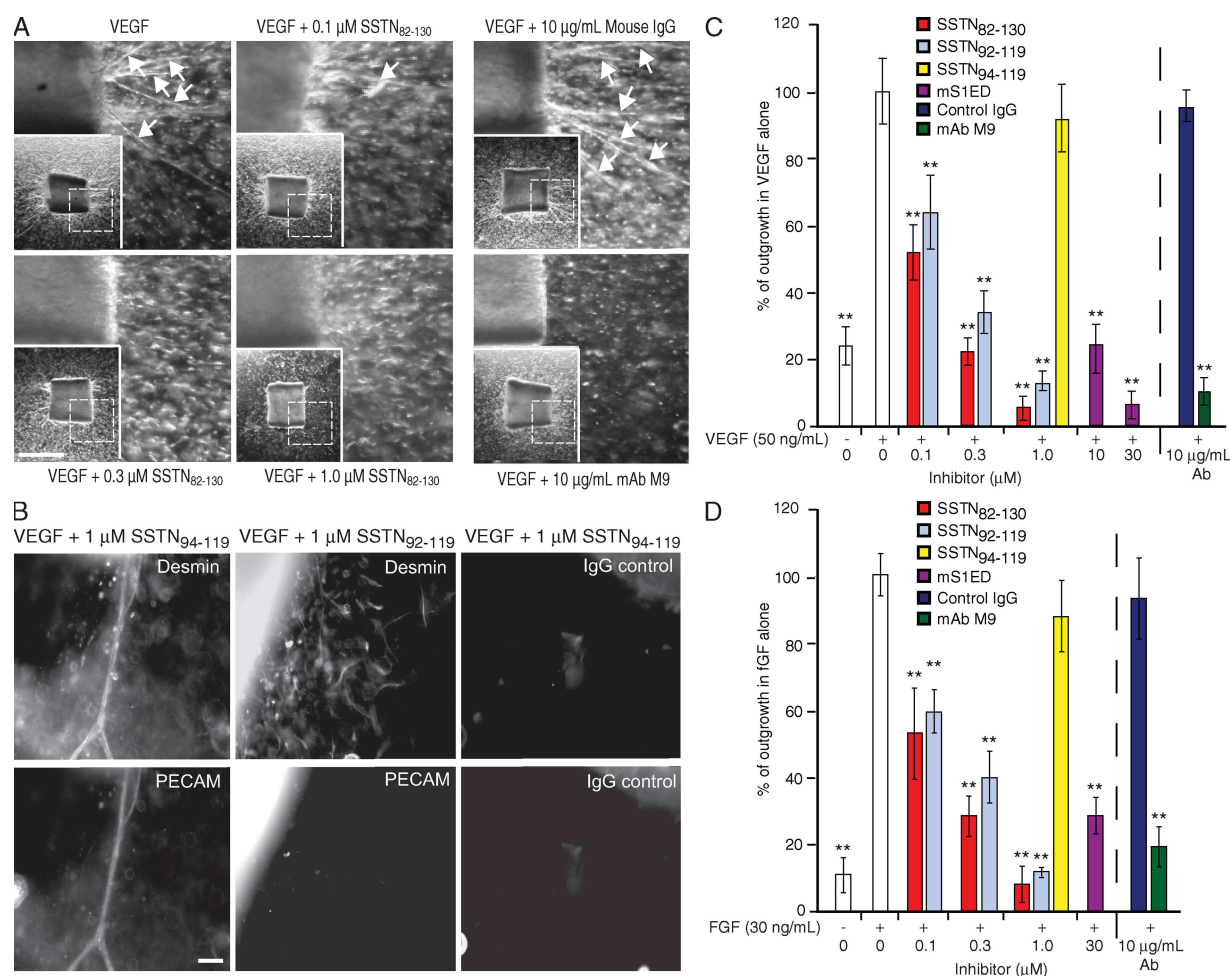 A
VEGF
VEGF + 0.1 µM SSTN82-130
VEGF + 10 µg/mL Mouse IgG
VEGF + 0.3 µM SSTN82-130
VEGF + 1.0 µM SSTN82-130
VEGF + 10 µg/mL mAb M9
B
VEGF + 1 µM SSTN94-119
VEGF + 1 µM SSTN92-119
VEGF + 1 µM SSTN94-119
Desmin
Desmin
IgG control
PECAM
PECAM
IgG control
C
% of outgrowth in VEGF alone
120
100
80
60
40
20
0
SSTN82-130
SSTN92-119
SSTN94-119
mS1ED
Control IgG
mAb M9
** ** ** ** ** ** ** ** ** **
VEGF (50 ng/mL) - + + + + + + +
0 0 0.1 0.3 1.0 10 30 10 µg/mL
Ab
Inhibitor (µM)
D
% of outgrowth in fGF alone
120
100
80
60
40
20
0
SSTN82-130
SSTN92-119
SSTN94-119
mS1ED
Control IgG
mAb M9
** ** ** ** ** ** ** ** **
FGF (30 ng/mL) - + + + + + +
0 0 0.1 0.3 1.0 30 10 µg/mL
Ab
Inhibitor (µM)